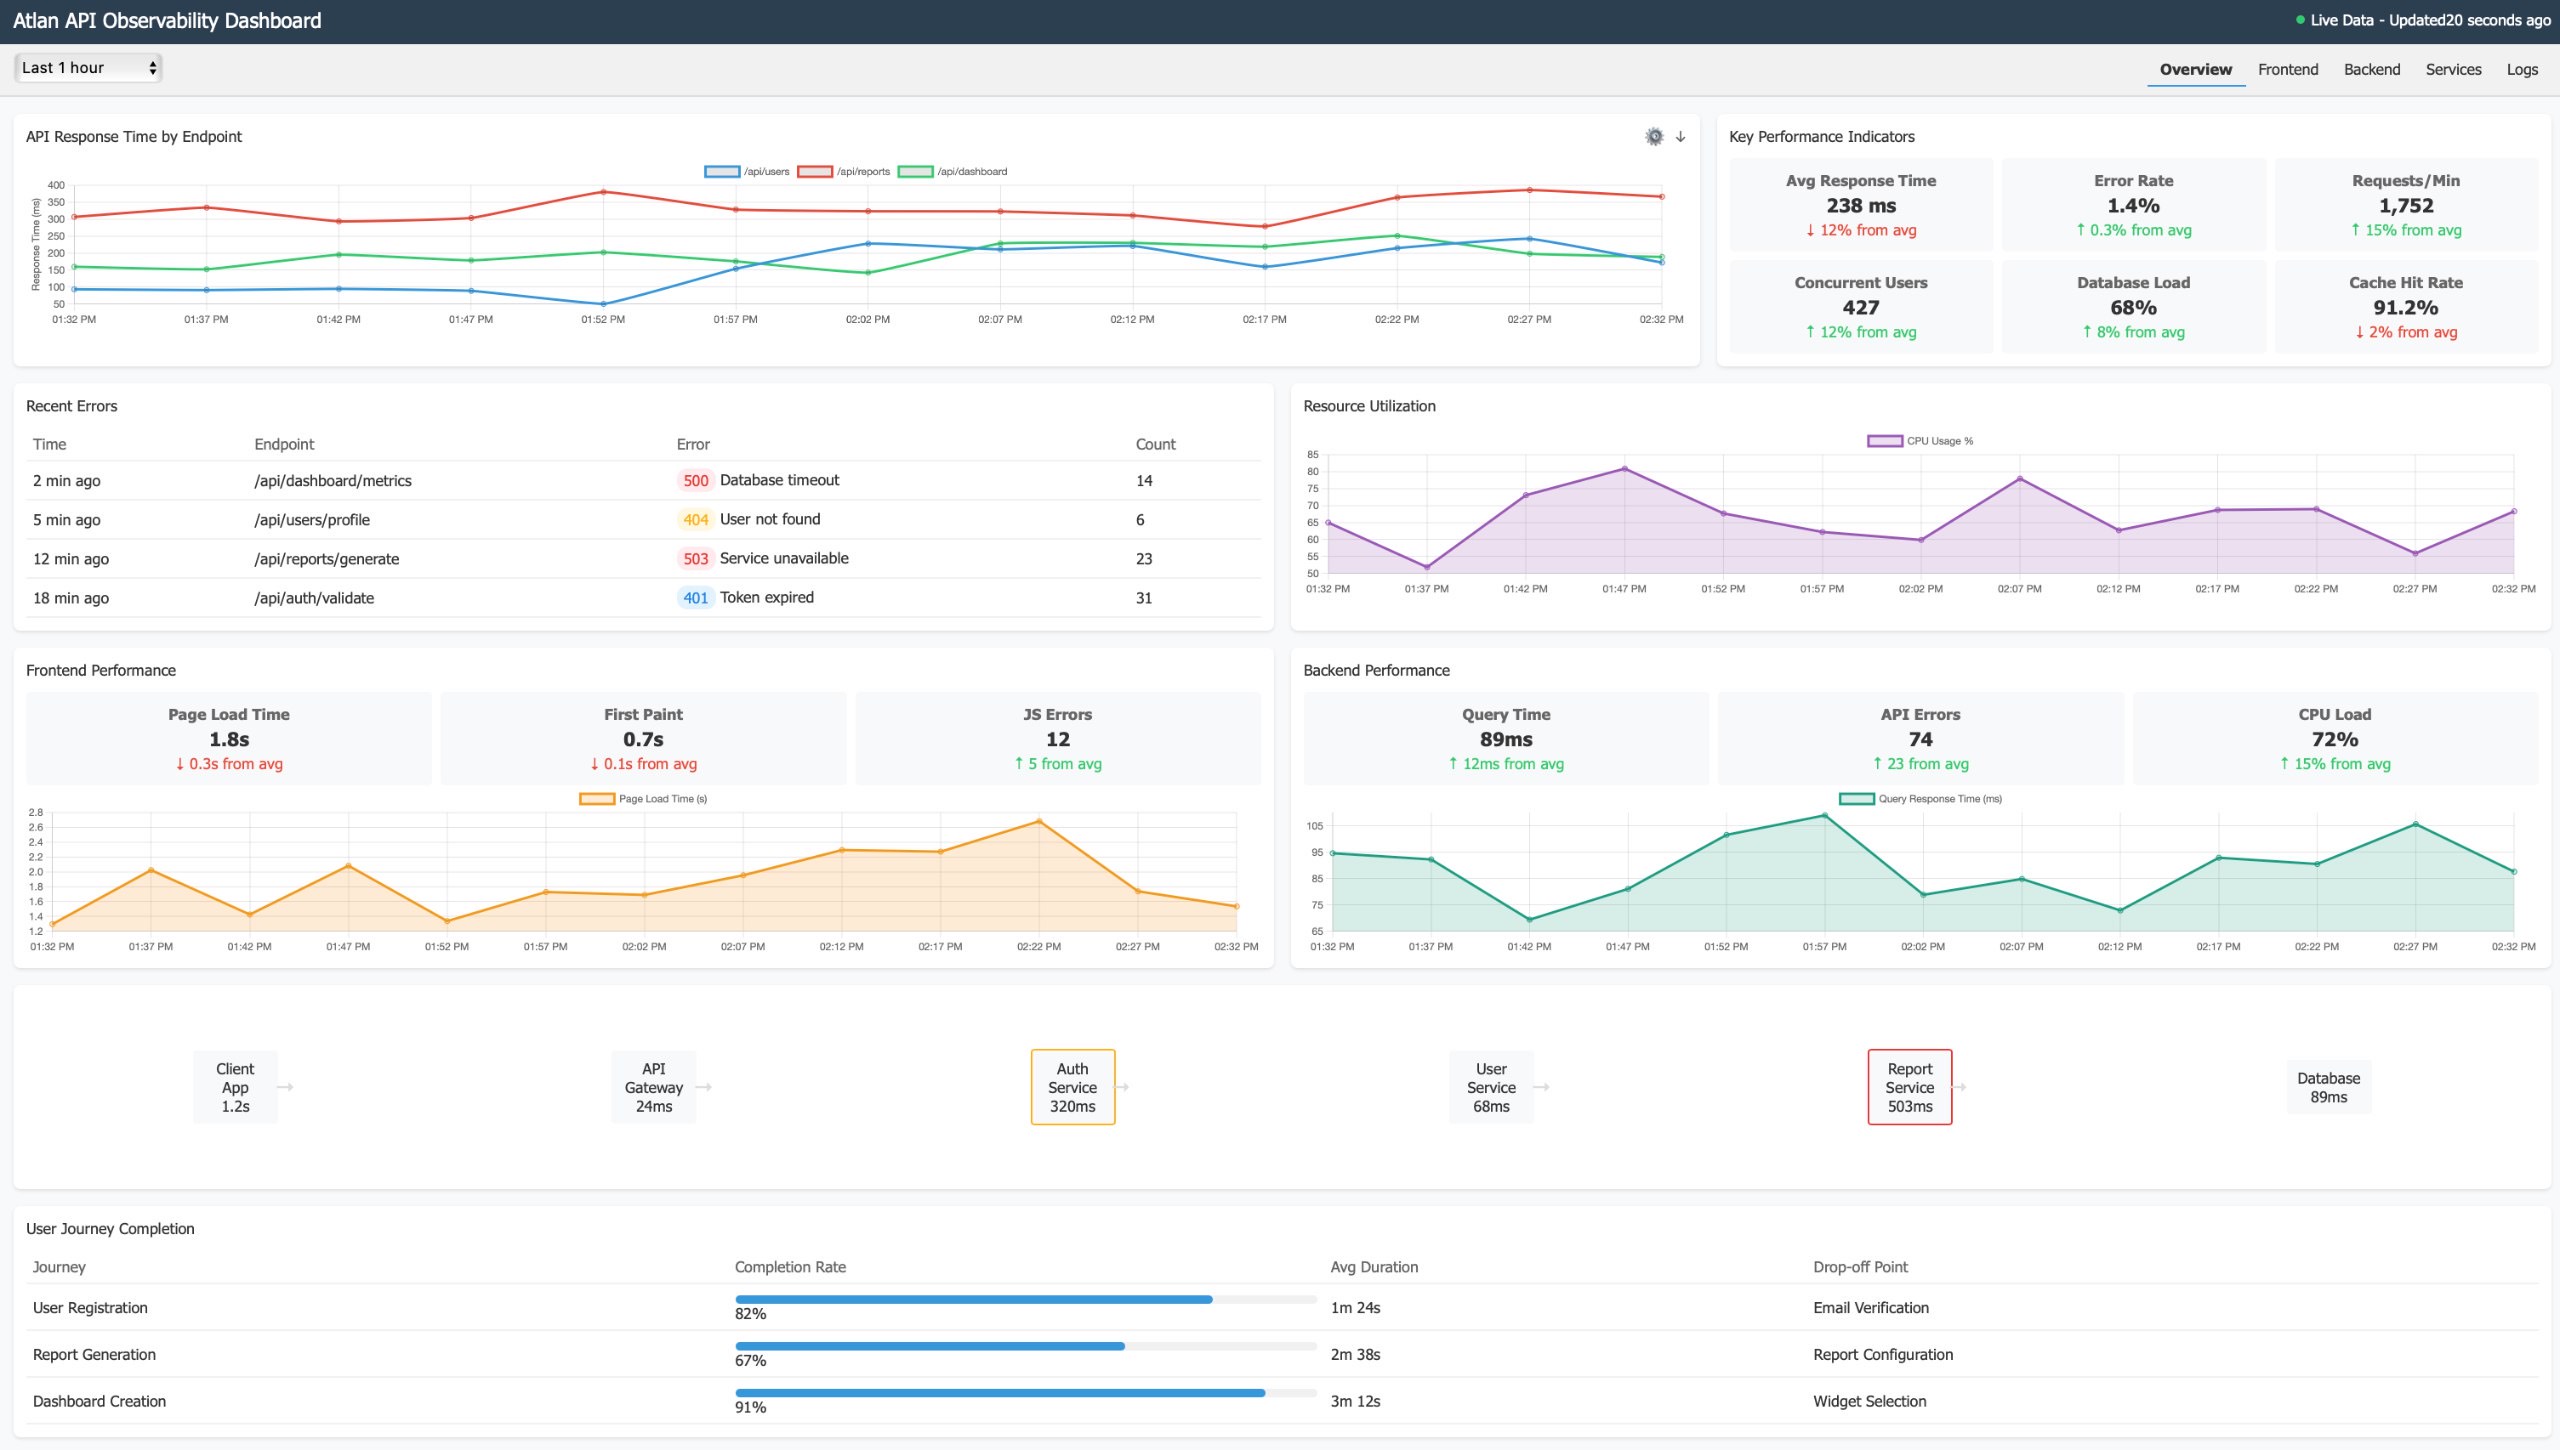 Atlan API Observability Dashboard
Live Data - Updated20 seconds ago
Last 1 hour
Overview Frontend Backend Services Logs
API Response Time by Endpoint
↓
/api/users /api/reports /api/dashboard
Response Time (ms)
400
350
300
250
200
150
100
50
01:32 PM 01:37 PM 01:42 PM 01:47 PM 01:52 PM 01:57 PM 02:02 PM 02:07 PM 02:12 PM 02:17 PM 02:22 PM 02:27 PM 02:32 PM
Key Performance Indicators
Avg Response Time
238 ms
↓ 12% from avg
Error Rate
1.4%
↑ 0.3% from avg
Requests/Min
1,752
↑ 15% from avg
Concurrent Users
427
↑ 12% from avg
Database Load
68%
↑ 8% from avg
Cache Hit Rate
91.2%
↓ 2% from avg
Recent Errors
Time Endpoint Error Count
2 min ago /api/dashboard/metrics 500 Database timeout 14
5 min ago /api/users/profile 404 User not found 6
12 min ago /api/reports/generate 503 Service unavailable 23
18 min ago /api/auth/validate 401 Token expired 31
Resource Utilization
CPU Usage %
85
80
75
70
65
60
55
50
01:32 PM 01:37 PM 01:42 PM 01:47 PM 01:52 PM 01:57 PM 02:02 PM 02:07 PM 02:12 PM 02:17 PM 02:22 PM 02:27 PM 02:32 PM
Frontend Performance
Page Load Time
1.8s
↓ 0.3s from avg
First Paint
0.7s
↓ 0.1s from avg
JS Errors
12
↑ 5 from avg
Page Load Time (s)
2.8
2.6
2.4
2.2
2.0
1.8
1.6
1.4
1.2
01:32 PM 01:37 PM 01:42 PM 01:47 PM 01:52 PM 01:57 PM 02:02 PM 02:07 PM 02:12 PM 02:17 PM 02:22 PM 02:27 PM 02:32 PM
Backend Performance
Query Time
89ms
↑ 12ms from avg
API Errors
74
↑ 23 from avg
CPU Load
72%
↑ 15% from avg
Query Response Time (ms)
105
95
85
75
65
01:32 PM 01:37 PM 01:42 PM 01:47 PM 01:52 PM 01:57 PM 02:02 PM 02:07 PM 02:12 PM 02:17 PM 02:22 PM 02:27 PM 02:32 PM
Client
App
1.2s
→
API
Gateway
24ms
→
Auth
Service
320ms
→
User
Service
68ms
→
Report
Service
503ms
→
Database
89ms
User Journey Completion
Journey Completion Rate Avg Duration Drop-off Point
User Registration 82% 1m 24s Email Verification
Report Generation 67% 2m 38s Report Configuration
Dashboard Creation 91% 3m 12s Widget Selection